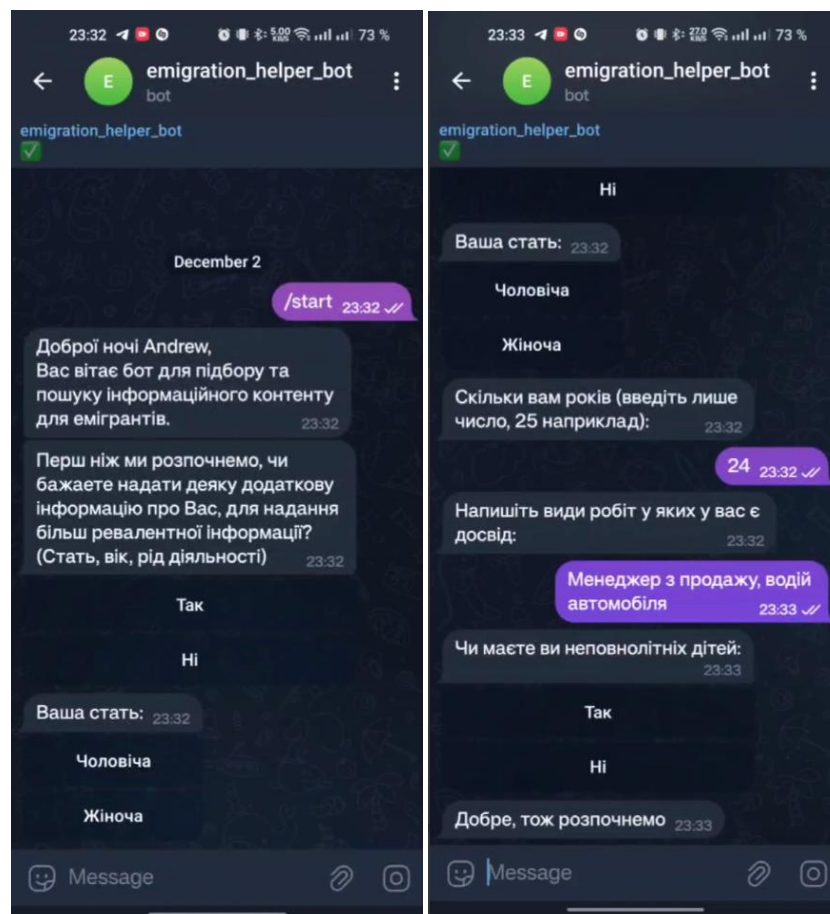 23:32
5.00 KB/S
73 %
emigration_helper_bot
bot
emigration_helper_bot
December 2
/start 23:32
Доброї ночі Andrew,
Вас вітає бот для підбору та
пошуку інформаційного контенту
для емігрантів.
23:32
Перш ніж ми розпочнемо, чи
бажаєте надати деяку додаткову
інформацію про Вас, для надання
більш ревалентної інформації?
(Стать, вік, рід діяльності)
23:32
Так
Ні
Ваша стать: 23:32
Чоловіча
Жіноча
Message
23:33
27.0 KB/S
73 %
emigration_helper_bot
bot
emigration_helper_bot
Ні
Ваша стать: 23:32
Чоловіча
Жіноча
Скільки вам років (введіть лише
число, 25 наприклад):
23:32
24 23:32
Напишіть види робіт у яких у вас є
досвід:
23:32
Менеджер з продажу, водій
автомобіля
23:33
Чи маєте ви неповнолітніх дітей:
23:33
Так
Ні
Добре, тож розпочнемо 23:33
Message